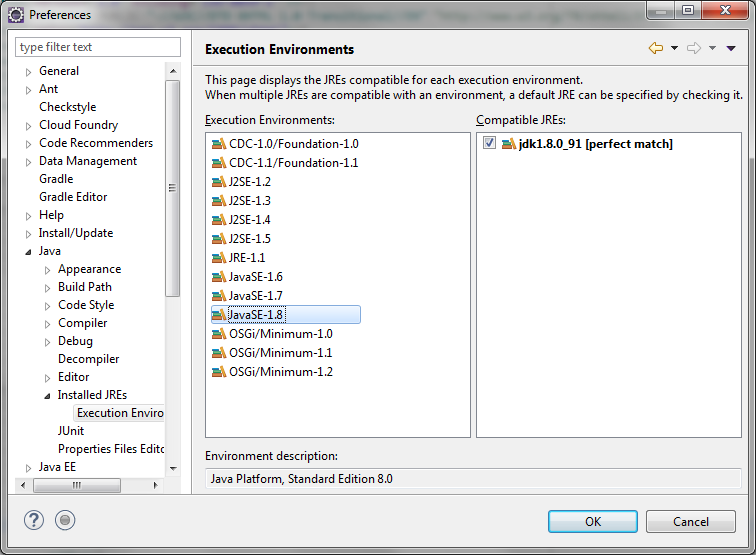 Preferences
type filter text
General
Ant
Checkstyle
Cloud Foundry
Code Recommenders
Data Management
Gradle
Gradle Editor
Help
Install/Update
Java
Appearance
Build Path
Code Style
Compiler
Debug
Decompiler
Editor
Installed JREs
Execution Enviro
JUnit
Properties Files Edito
Java EE
Execution Environments
This page displays the JREs compatible for each execution environment.
When multiple JREs are compatible with an environment, a default JRE can be specified by checking it.
Execution Environments:
CDC-1.0/Foundation-1.0
CDC-1.1/Foundation-1.1
J2SE-1.2
J2SE-1.3
J2SE-1.4
J2SE-1.5
JRE-1.1
JavaSE-1.6
JavaSE-1.7
JavaSE-1.8
OSGi/Minimum-1.0
OSGi/Minimum-1.1
OSGi/Minimum-1.2
Compatible JREs:
jdk1.8.0_91 [perfect match]
Environment description:
Java Platform, Standard Edition 8.0
OK
Cancel